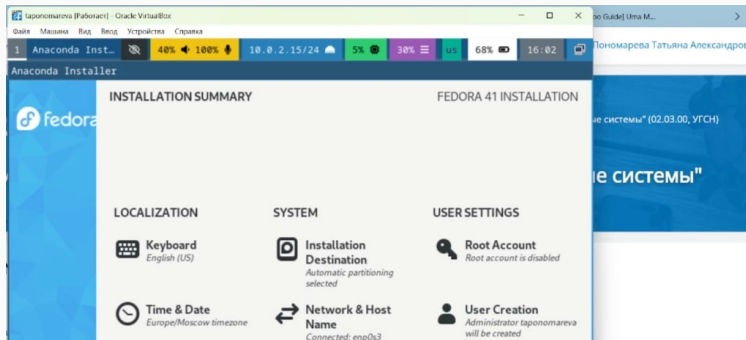 taponomareva [Работает] - Oracle VirtualBox
Файл Машина Вид Ввод Устройства Справка
1 Anaconda Inst... 40% 100% 10.0.2.15/24 5% 30% us 68% 16:02
Anaconda Installer
Guide] Uma M...
Пономарева Татьяна Александров
fedora
INSTALLATION SUMMARY
FEDORA 41 INSTALLATION
системы" (02.03.00, УГСН)
системы"
LOCALIZATION
SYSTEM
USER SETTINGS
Keyboard
English (US)
Installation
Destination
Automatic partitioning
selected
Root Account
Root account is disabled
Time & Date
Europe/Moscow timezone
Network & Host
Name
Connected: enp0s3
User Creation
Administrator taponomareva
will be created